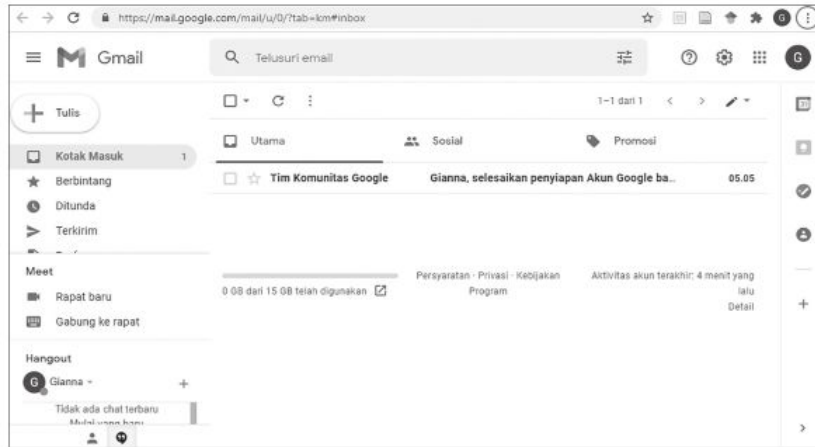 https://mail.google.com/mail/u/0/?tab=km#inbox
G
Gmail
Telusuri email
G
Tulis
1–1 dari 1
Utama
Sosial
Promosi
Kotak Masuk 1
Berbintang
Ditunda
Terkirim
Tim Komunitas Google Gianna, selesaikan penyiapan Akun Google ba... 05.05
Meet
Rapat baru
Gabung ke rapat
Hangout
G Gianna
Tidak ada chat terbaru
Mulai yang baru
0 GB dari 15 GB telah digunakan
Persyaratan · Privasi · Kebijakan
Program
Aktivitas akun terakhir: 4 menit yang
lalu
Detail